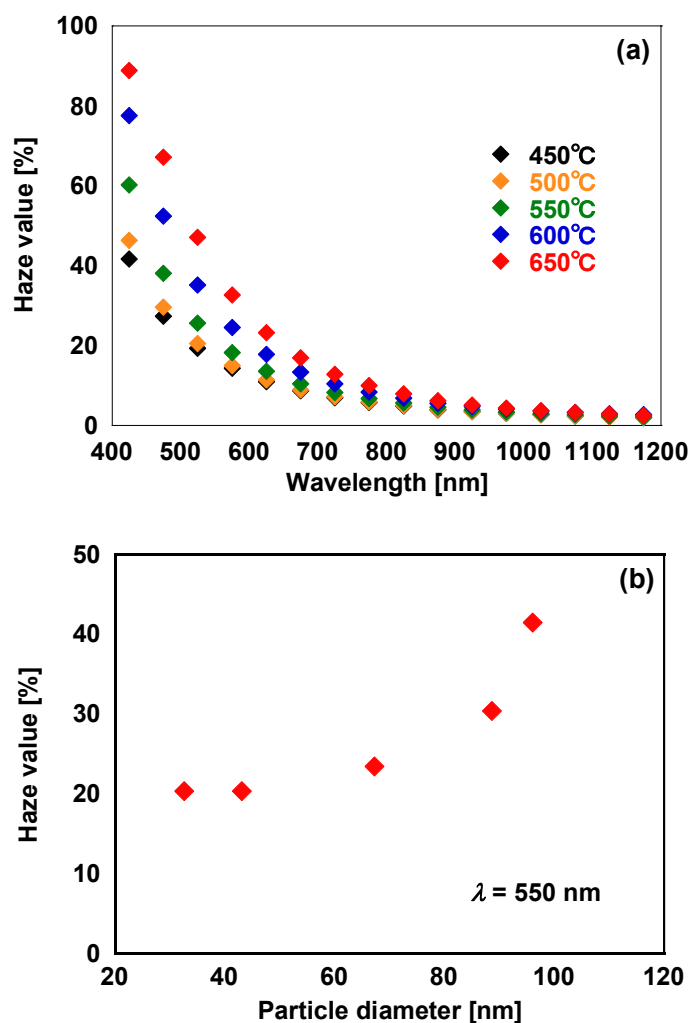 (a)
Haze value [%]
100
80
60
40
20
0
450℃
500℃
550℃
600℃
650℃
400 500 600 700 800 900 1000 1100 1200
Wavelength [nm]
(b)
Haze value [%]
50
40
30
20
10
0
λ = 550 nm
20 40 60 80 100 120
Particle diameter [nm]